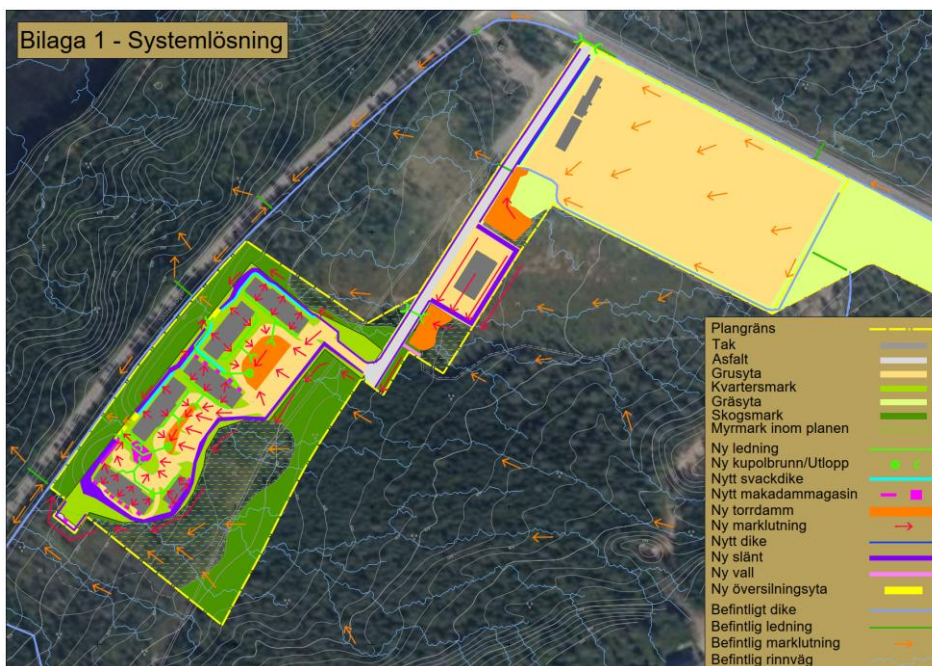 Bilaga 1 - Systemlösning
Plangräns
Tak
Asfalt
Grusyta
Kvartersmark
Gräsyta
Skogsmark
Myrmark inom planen
Ny ledning
Ny kupolbrunn/Utlopp
Nytt svackdike
Nytt makadammagasin
Ny torrdamm
Ny marklutning
Nytt dike
Ny slänt
Ny vall
Ny översilningsyta
Befintligt dike
Befintlig ledning
Befintlig marklutning
Befintlig rinnväg